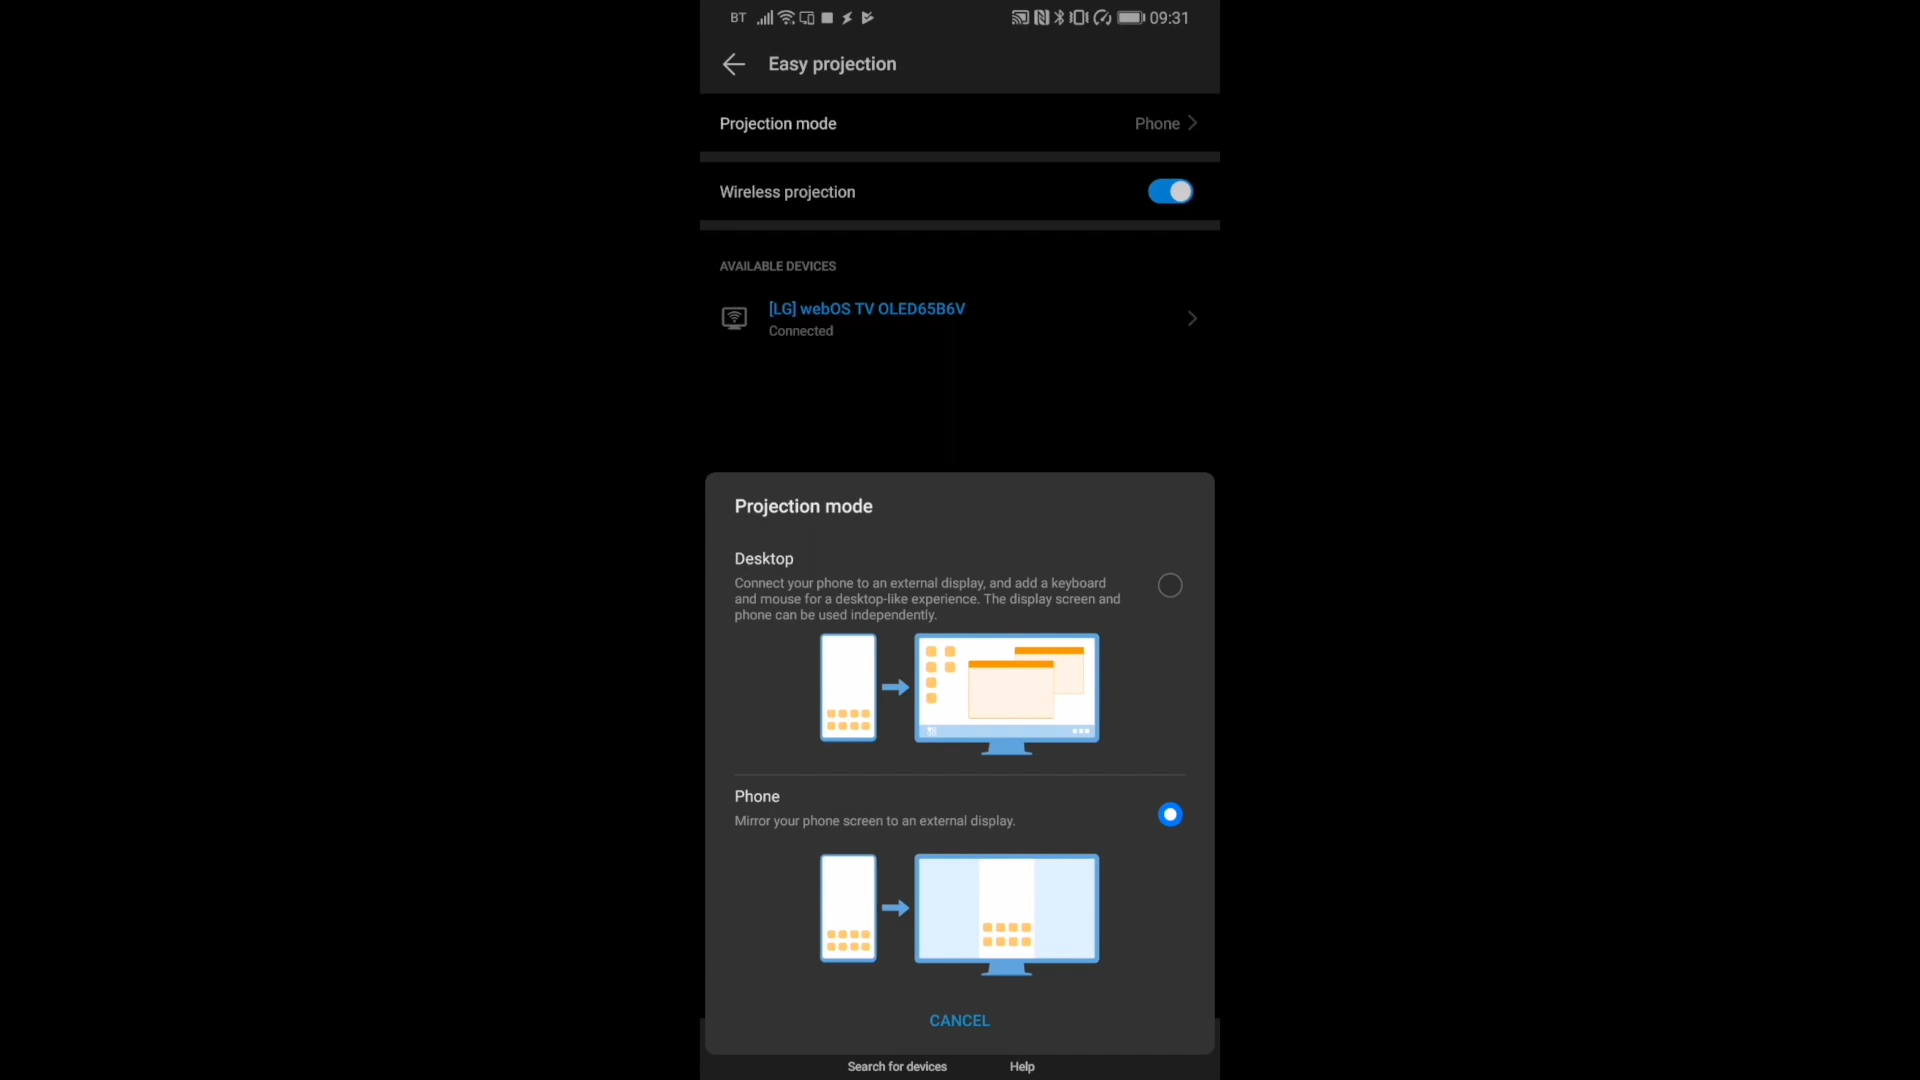 BT 09:31
Easy projection
Projection mode Phone
Wireless projection
AVAILABLE DEVICES
[LG] webOS TV OLED65B6V
Connected
Projection mode
Desktop
Connect your phone to an external display, and add a keyboard
and mouse for a desktop-like experience. The display screen and
phone can be used independently.
Phone
Mirror your phone screen to an external display.
CANCEL
Search for devices Help